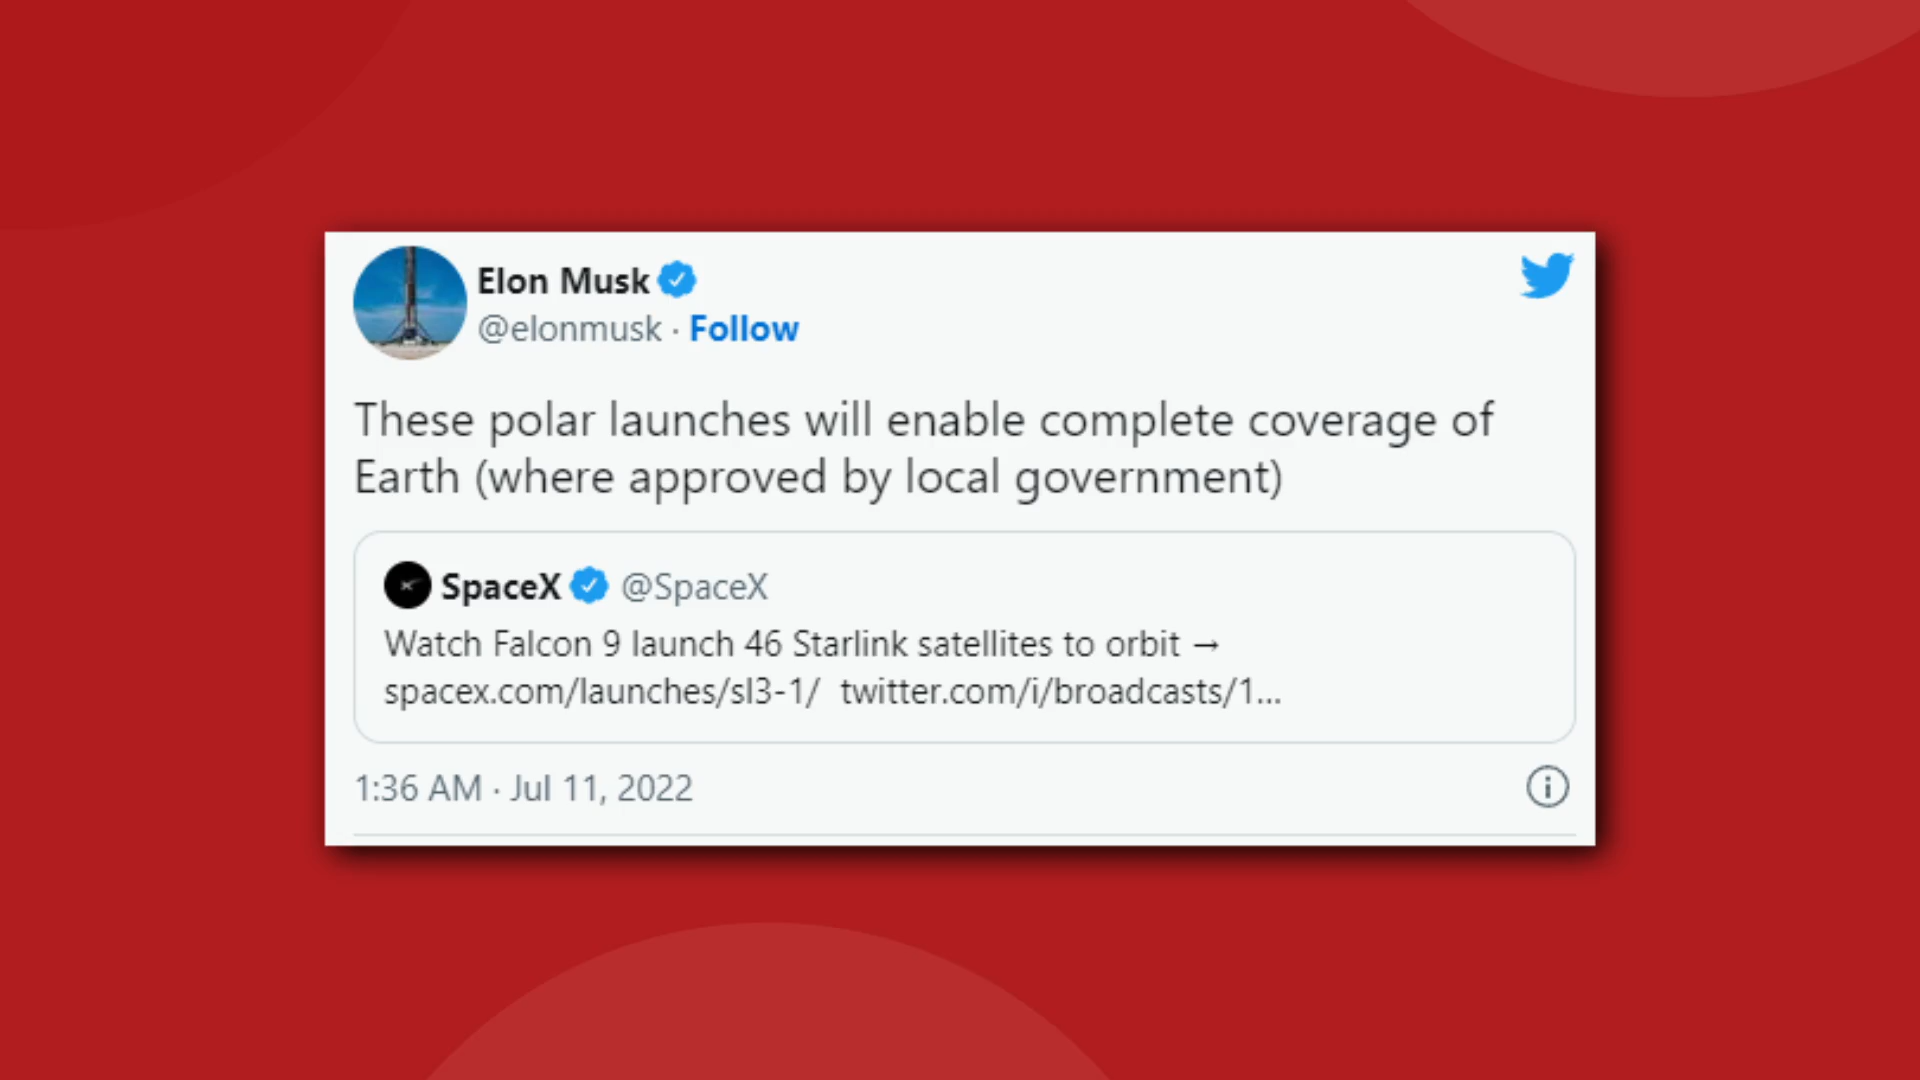 Elon Musk
@elonmusk · Follow
These polar launches will enable complete coverage of
Earth (where approved by local government)
SpaceX @SpaceX
Watch Falcon 9 launch 46 Starlink satellites to orbit →
spacex.com/launches/sl3-1/ twitter.com/i/broadcasts/1...
1:36 AM · Jul 11, 2022